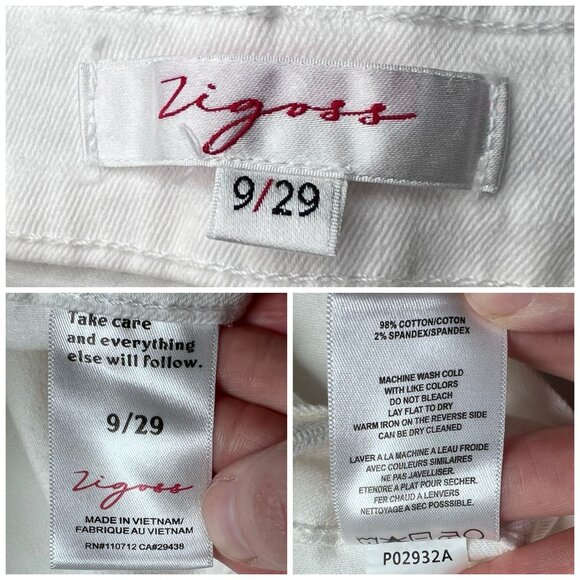 Zigoss
9/29
Take care
and everything
else will follow.
9/29
Zigoss
MADE IN VIETNAM/
FABRIQUE AU VIETNAM
RN#110712 CA#29438
98% COTTON/COTON
2% SPANDEX/SPANDEX
MACHINE WASH COLD
WITH LIKE COLORS
DO NOT BLEACH
LAY FLAT TO DRY
WARM IRON ON THE REVERSE SIDE
CAN BE DRY CLEANED
LAVER A LA MACHINE A LEAU FROIDE
AVEC COULEURS SIMILAIRES
NE PAS JAVELLISER.
ETENDRE A PLAT POUR SECHER.
FER CHAUD A LENVERS
NETTOYAGE A SEC POSSSIBLE.
P02932A